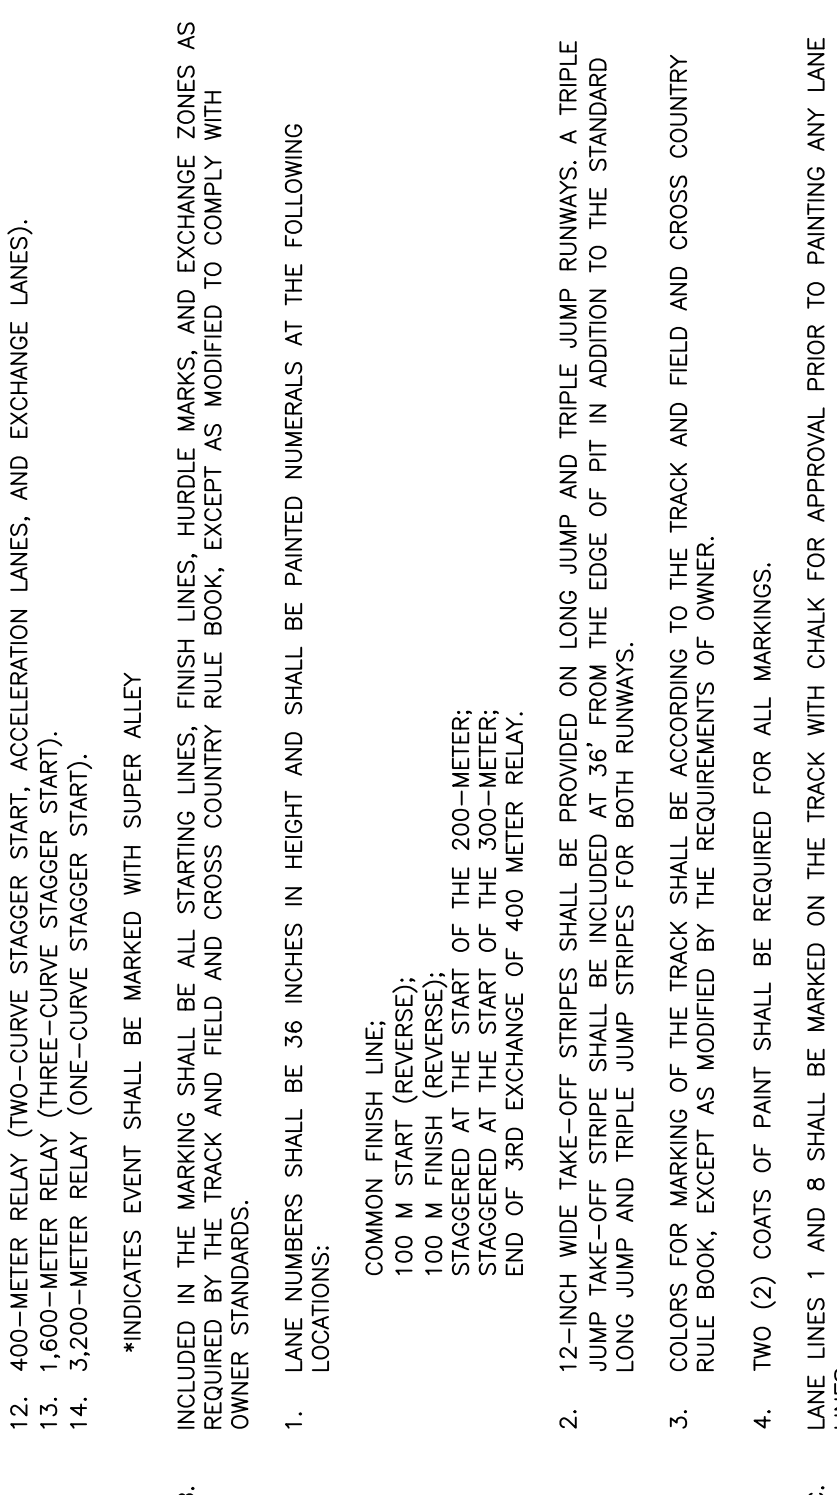 12. 400-METER RELAY (TWO-CURVE STAGGER START, ACCELERATION LANES, AND EXCHANGE LANES).
13. 1,600-METER RELAY (THREE-CURVE STAGGER START).
14. 3,200-METER RELAY (ONE-CURVE STAGGER START).
*INDICATES EVENT SHALL BE MARKED WITH SUPER ALLEY
INCLUDED IN THE MARKING SHALL BE ALL STARTING LINES, FINISH LINES, HURDLE MARKS, AND EXCHANGE ZONES AS
REQUIRED BY THE TRACK AND FIELD AND CROSS COUNTRY RULE BOOK, EXCEPT AS MODIFIED TO COMPLY WITH
OWNER STANDARDS.
1. LANE NUMBERS SHALL BE 36 INCHES IN HEIGHT AND SHALL BE PAINTED NUMERALS AT THE FOLLOWING
LOCATIONS:
COMMON FINISH LINE;
100 M START (REVERSE);
100 M FINISH (REVERSE);
STAGGERED AT THE START OF THE 200-METER;
STAGGERED AT THE START OF THE 300-METER;
END OF 3RD EXCHANGE OF 400 METER RELAY.
2. 12-INCH WIDE TAKE-OFF STRIPES SHALL BE PROVIDED ON LONG JUMP AND TRIPLE JUMP RUNWAYS. A TRIPLE
JUMP TAKE-OFF STRIPE SHALL BE INCLUDED AT 36' FROM THE EDGE OF PIT IN ADDITION TO THE STANDARD
LONG JUMP AND TRIPLE JUMP STRIPES FOR BOTH RUNWAYS.
3. COLORS FOR MARKING OF THE TRACK SHALL BE ACCORDING TO THE TRACK AND FIELD AND CROSS COUNTRY
RULE BOOK, EXCEPT AS MODIFIED BY THE REQUIREMENTS OF OWNER.
4. TWO (2) COATS OF PAINT SHALL BE REQUIRED FOR ALL MARKINGS.
LANE LINES 1 AND 8 SHALL BE MARKED ON THE TRACK WITH CHALK FOR APPROVAL PRIOR TO PAINTING ANY LANE